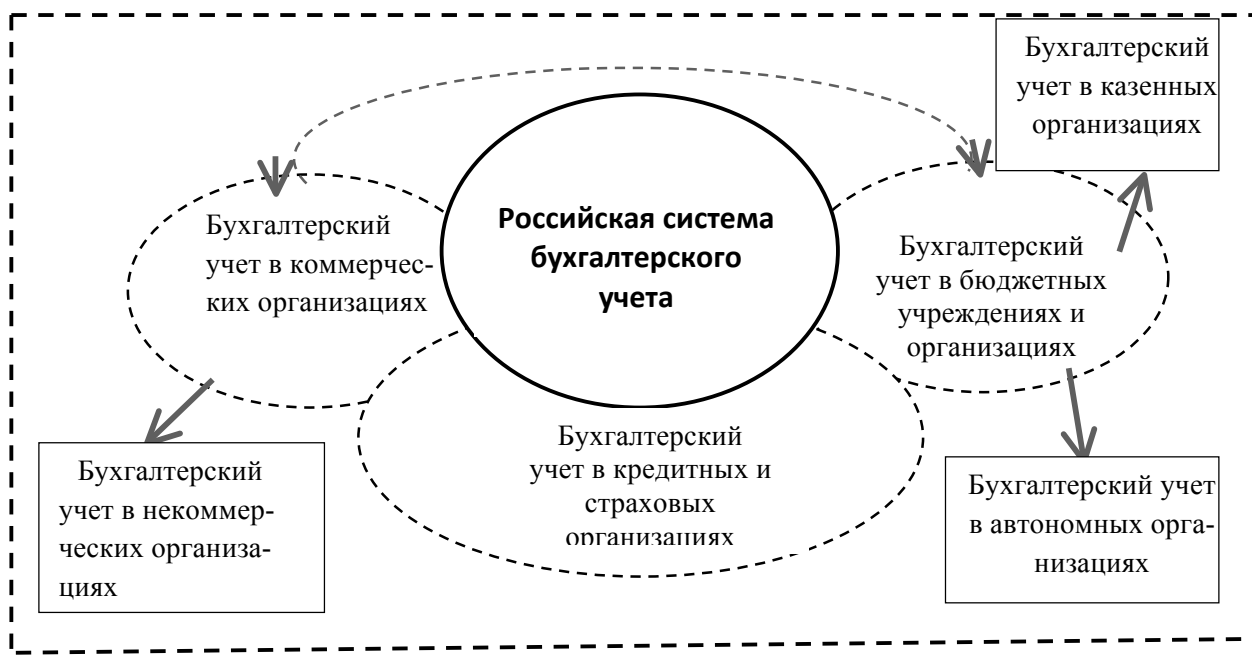 Бухгалтерский
учет в казенных
организациях
Российская система
бухгалтерского
учета
Бухгалтерский
учет в коммерчес-
ких организациях
Бухгалтерский
учет в бюджетных
учреждениях и
организациях
Бухгалтерский
учет в кредитных и
страховых
организациях
Бухгалтерский
учет в некоммер-
ческих организа-
циях
Бухгалтерский учет
в автономных орга-
низациях